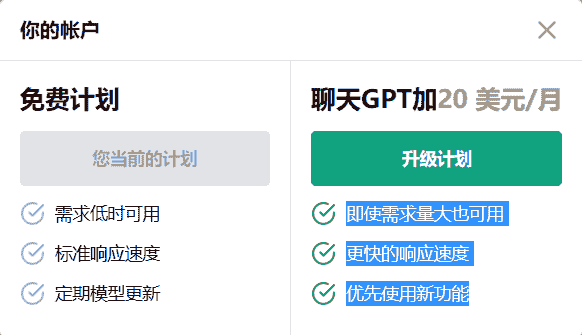 你的帐户
免费计划
您当前的计划
需求低时可用
标准响应速度
定期模型更新
聊天GPT加20 美元/月
升级计划
即使需求量大也可用
更快的响应速度
优先使用新功能